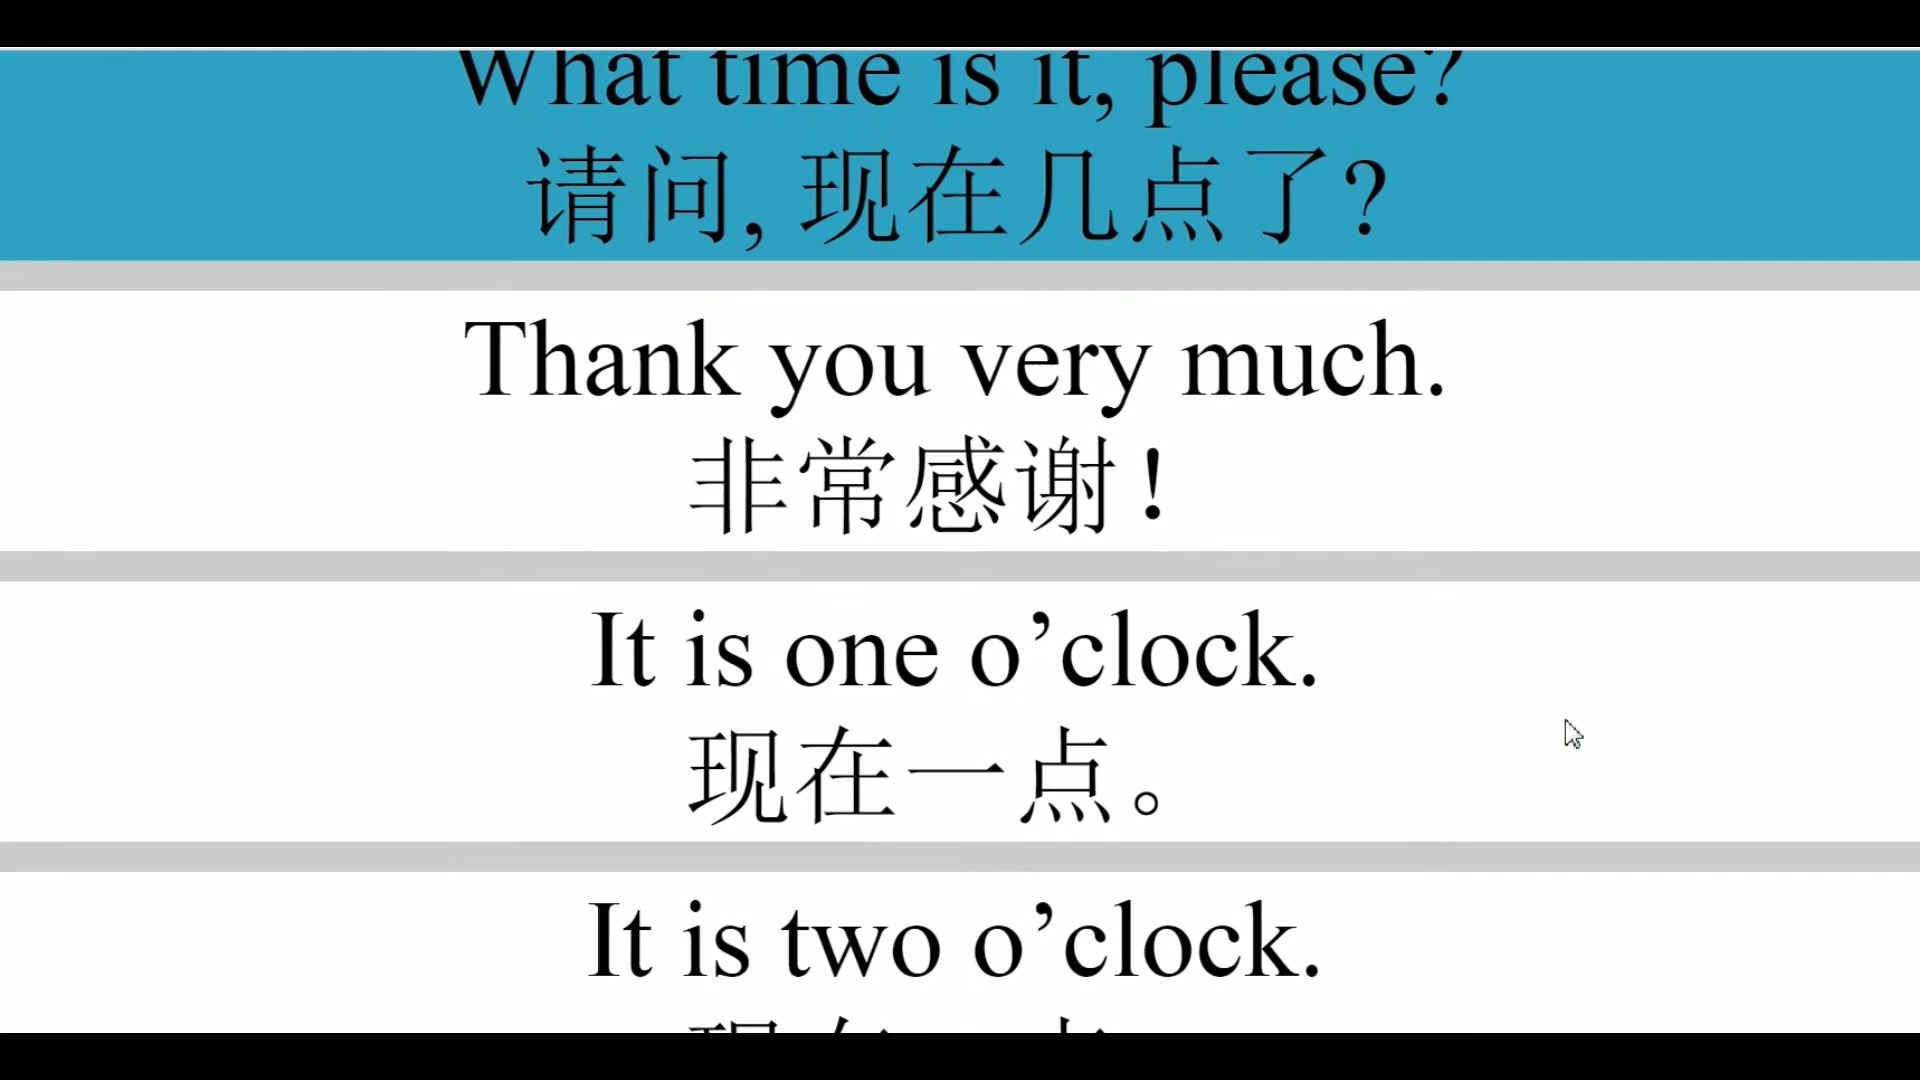 What time is it, please?
请问, 现在几点了?
Thank you very much.
非常感谢!
It is one o’clock.
现在一点。
It is two o’clock.